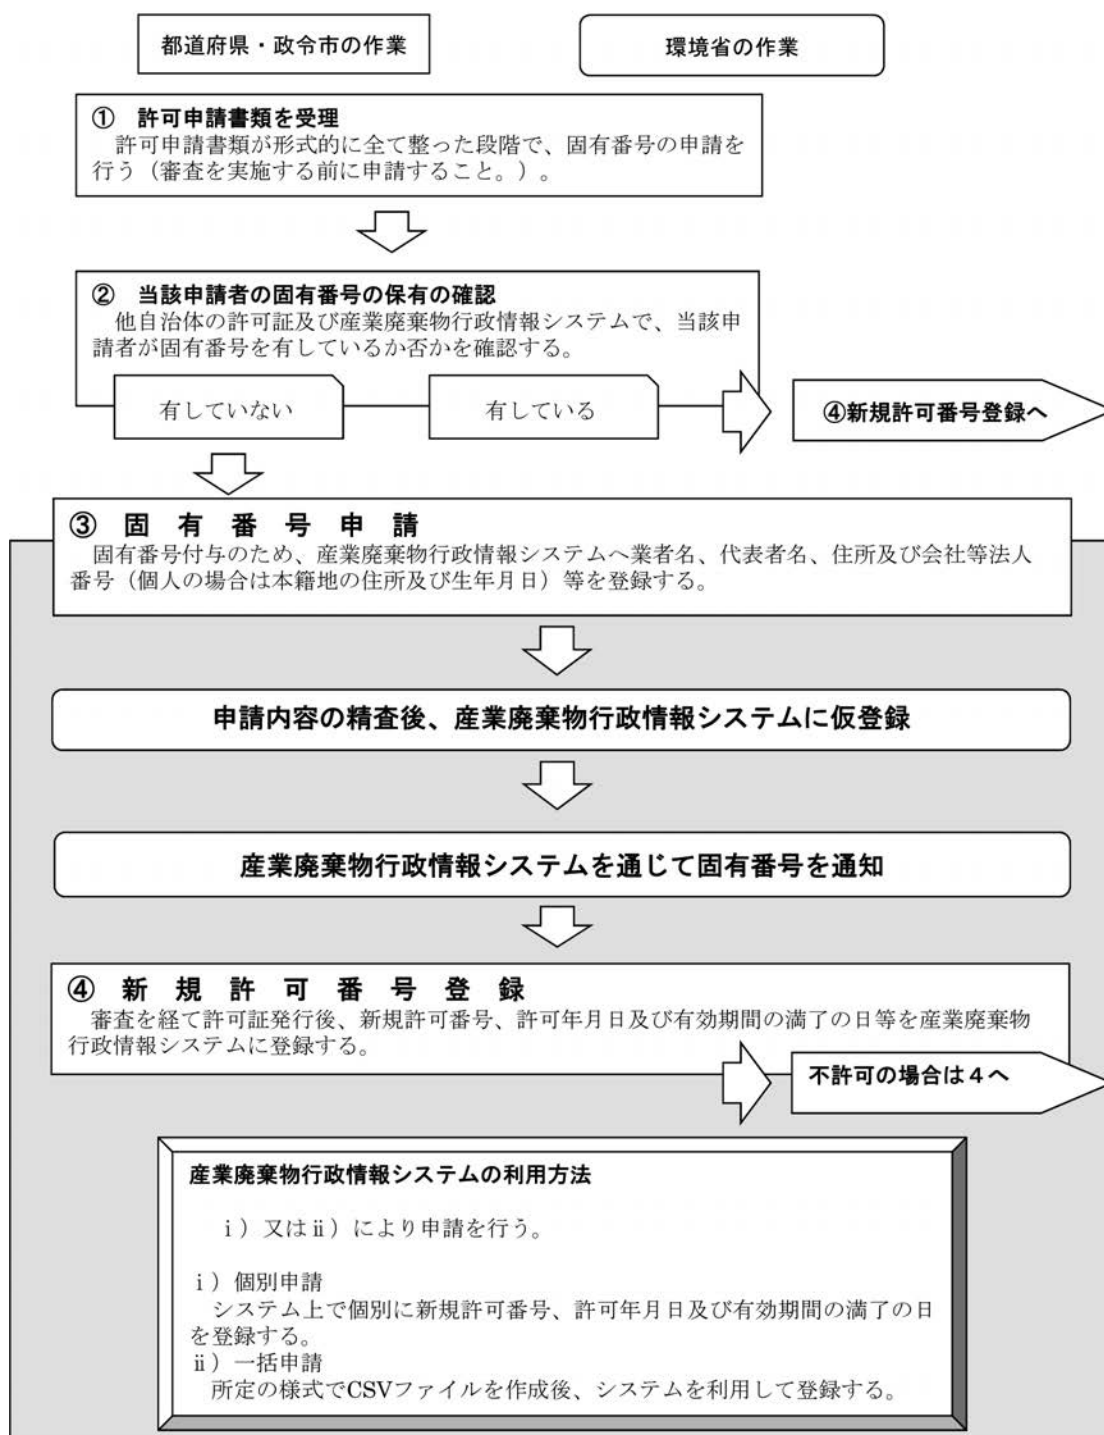 都道府県・政令市の作業
環境省の作業
① 許可申請書類を受理
許可申請書類が形式的に全て整った段階で、固有番号の申請を
行う（審査を実施する前に申請すること。）。
② 当該申請者の固有番号の保有の確認
他自治体の許可証及び産業廃棄物行政情報システムで、当該申
請者が固有番号を有しているか否かを確認する。
有していない
有している
④新規許可番号登録へ
③ 固 有 番 号 申 請
固有番号付与のため、産業廃棄物行政情報システムへ業者名、代表者名、住所及び会社等法人
番号（個人の場合は本籍地の住所及び生年月日）等を登録する。
申請内容の精査後、産業廃棄物行政情報システムに仮登録
産業廃棄物行政情報システムを通じて固有番号を通知
④ 新 規 許 可 番 号 登 録
審査を経て許可証発行後、新規許可番号、許可年月日及び有効期間の満了の日等を産業廃棄物
行政情報システムに登録する。
不許可の場合は４へ
産業廃棄物行政情報システムの利用方法
ⅰ）又はⅱ）により申請を行う。
ⅰ）個別申請
システム上で個別に新規許可番号、許可年月日及び有効期間の満了の日
を登録する。
ⅱ）一括申請
所定の様式でCSVファイルを作成後、システムを利用して登録する。